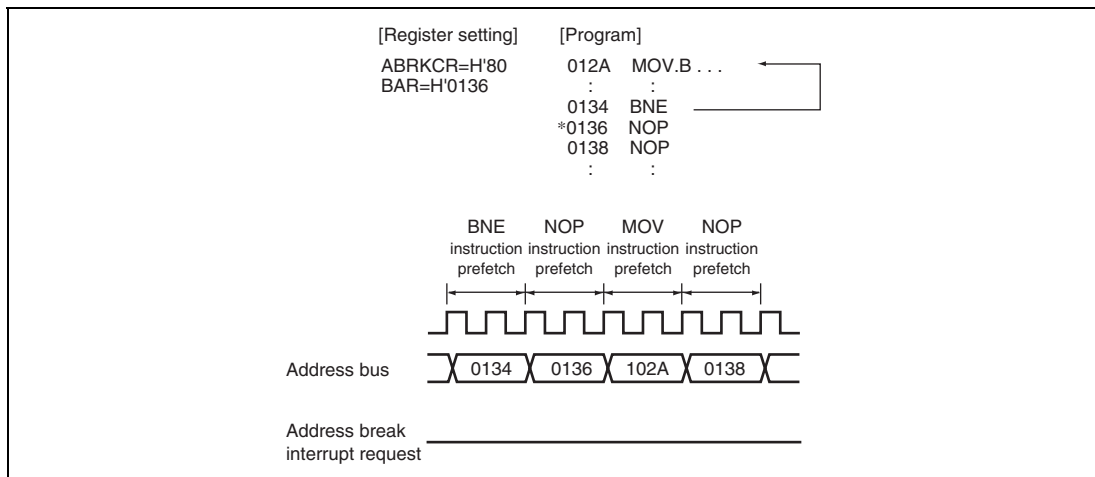 [Register setting] [Program]
ABRKCR=H'80 012A MOV.B . . .
BAR=H'0136 : :
0134 BNE
*0136 NOP
0138 NOP
: :
BNE NOP MOV NOP
instruction instruction instruction instruction
prefetch prefetch prefetch prefetch
Address bus 0134 0136 102A 0138
Address break
interrupt request